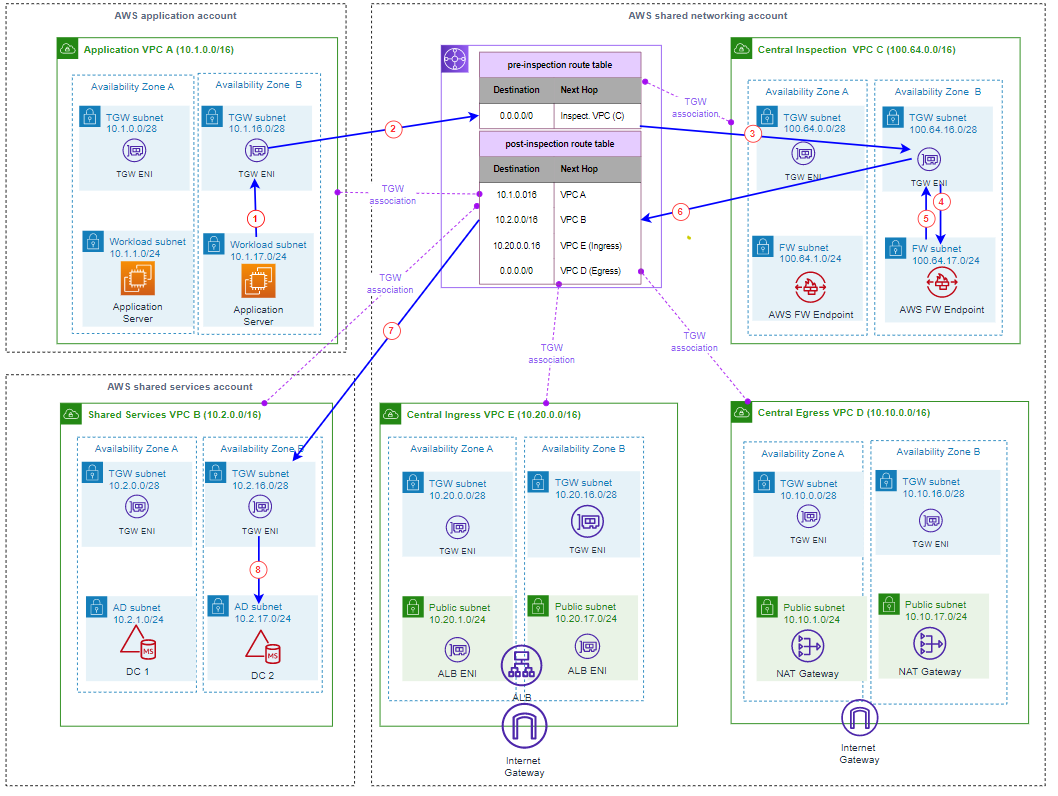 AWS application account
Application VPC A (10.1.0.0/16)
Availability Zone A
TGW subnet
10.1.0.0/28
TGW ENI
Workload subnet
10.1.1.0/24
Application
Server
Availability Zone B
TGW subnet
10.1.16.0/28
TGW ENI
1
Workload subnet
10.1.17.0/24
Application
Server
AWS shared networking account
2
pre-inspection route table
Destination Next Hop
0.0.0.0/0 Inspect. VPC (C)
post-inspection route table
Destination Next Hop
10.1.0.016 VPC A
10.2.0.0/16 VPC B
10.20.0.0.16 VPC E (Ingress)
0.0.0.0/0 VPC D (Egress)
TGW
association
TGW
association.
TGW
association
TGW
association
TGW
association
3
6
7
Central Inspection VPC C (100.64.0.0/16)
Availability Zone A
TGW subnet
100.64.0.0/28
TGW ENI
FW subnet
100.64.1.0/24
AWS FW Endpoint
Availability Zone B
TGW subnet
100.64.16.0/28
TGW ENI
4
5
FW subnet
100.64.17.0/24
AWS FW Endpoint
AWS shared services account
Shared Services VPC B (10.2.0.0/16)
Availability Zone A
TGW subnet
10.2.0.0/28
TGW ENI
AD subnet
10.2.1.0/24
MS
DC 1
Availability Zone B
TGW subnet
10.2.16.0/28
TGW ENI
8
AD subnet
10.2.17.0/24
MS
DC 2
Central Ingress VPC E (10.20.0.0/16)
Availability Zone A
TGW subnet
10.20.0.0/28
TGW ENI
Public subnet
10.20.1.0/24
ALB ENI
Availability Zone B
TGW subnet
10.20.16.0/28
TGW ENI
Public subnet
10.20.17.0/24
ALB ENI
ALB
Internet
Gateway
Central Egress VPC D (10.10.0.0/16)
Availability Zone A
TGW subnet
10.10.0.0/28
TGW ENI
Public subnet
10.10.1.0/24
NAT Gateway
Availability Zone B
TGW subnet
10.10.16.0/28
TGW ENI
Public subnet
10.10.17.0/24
NAT Gateway
Internet
Gateway